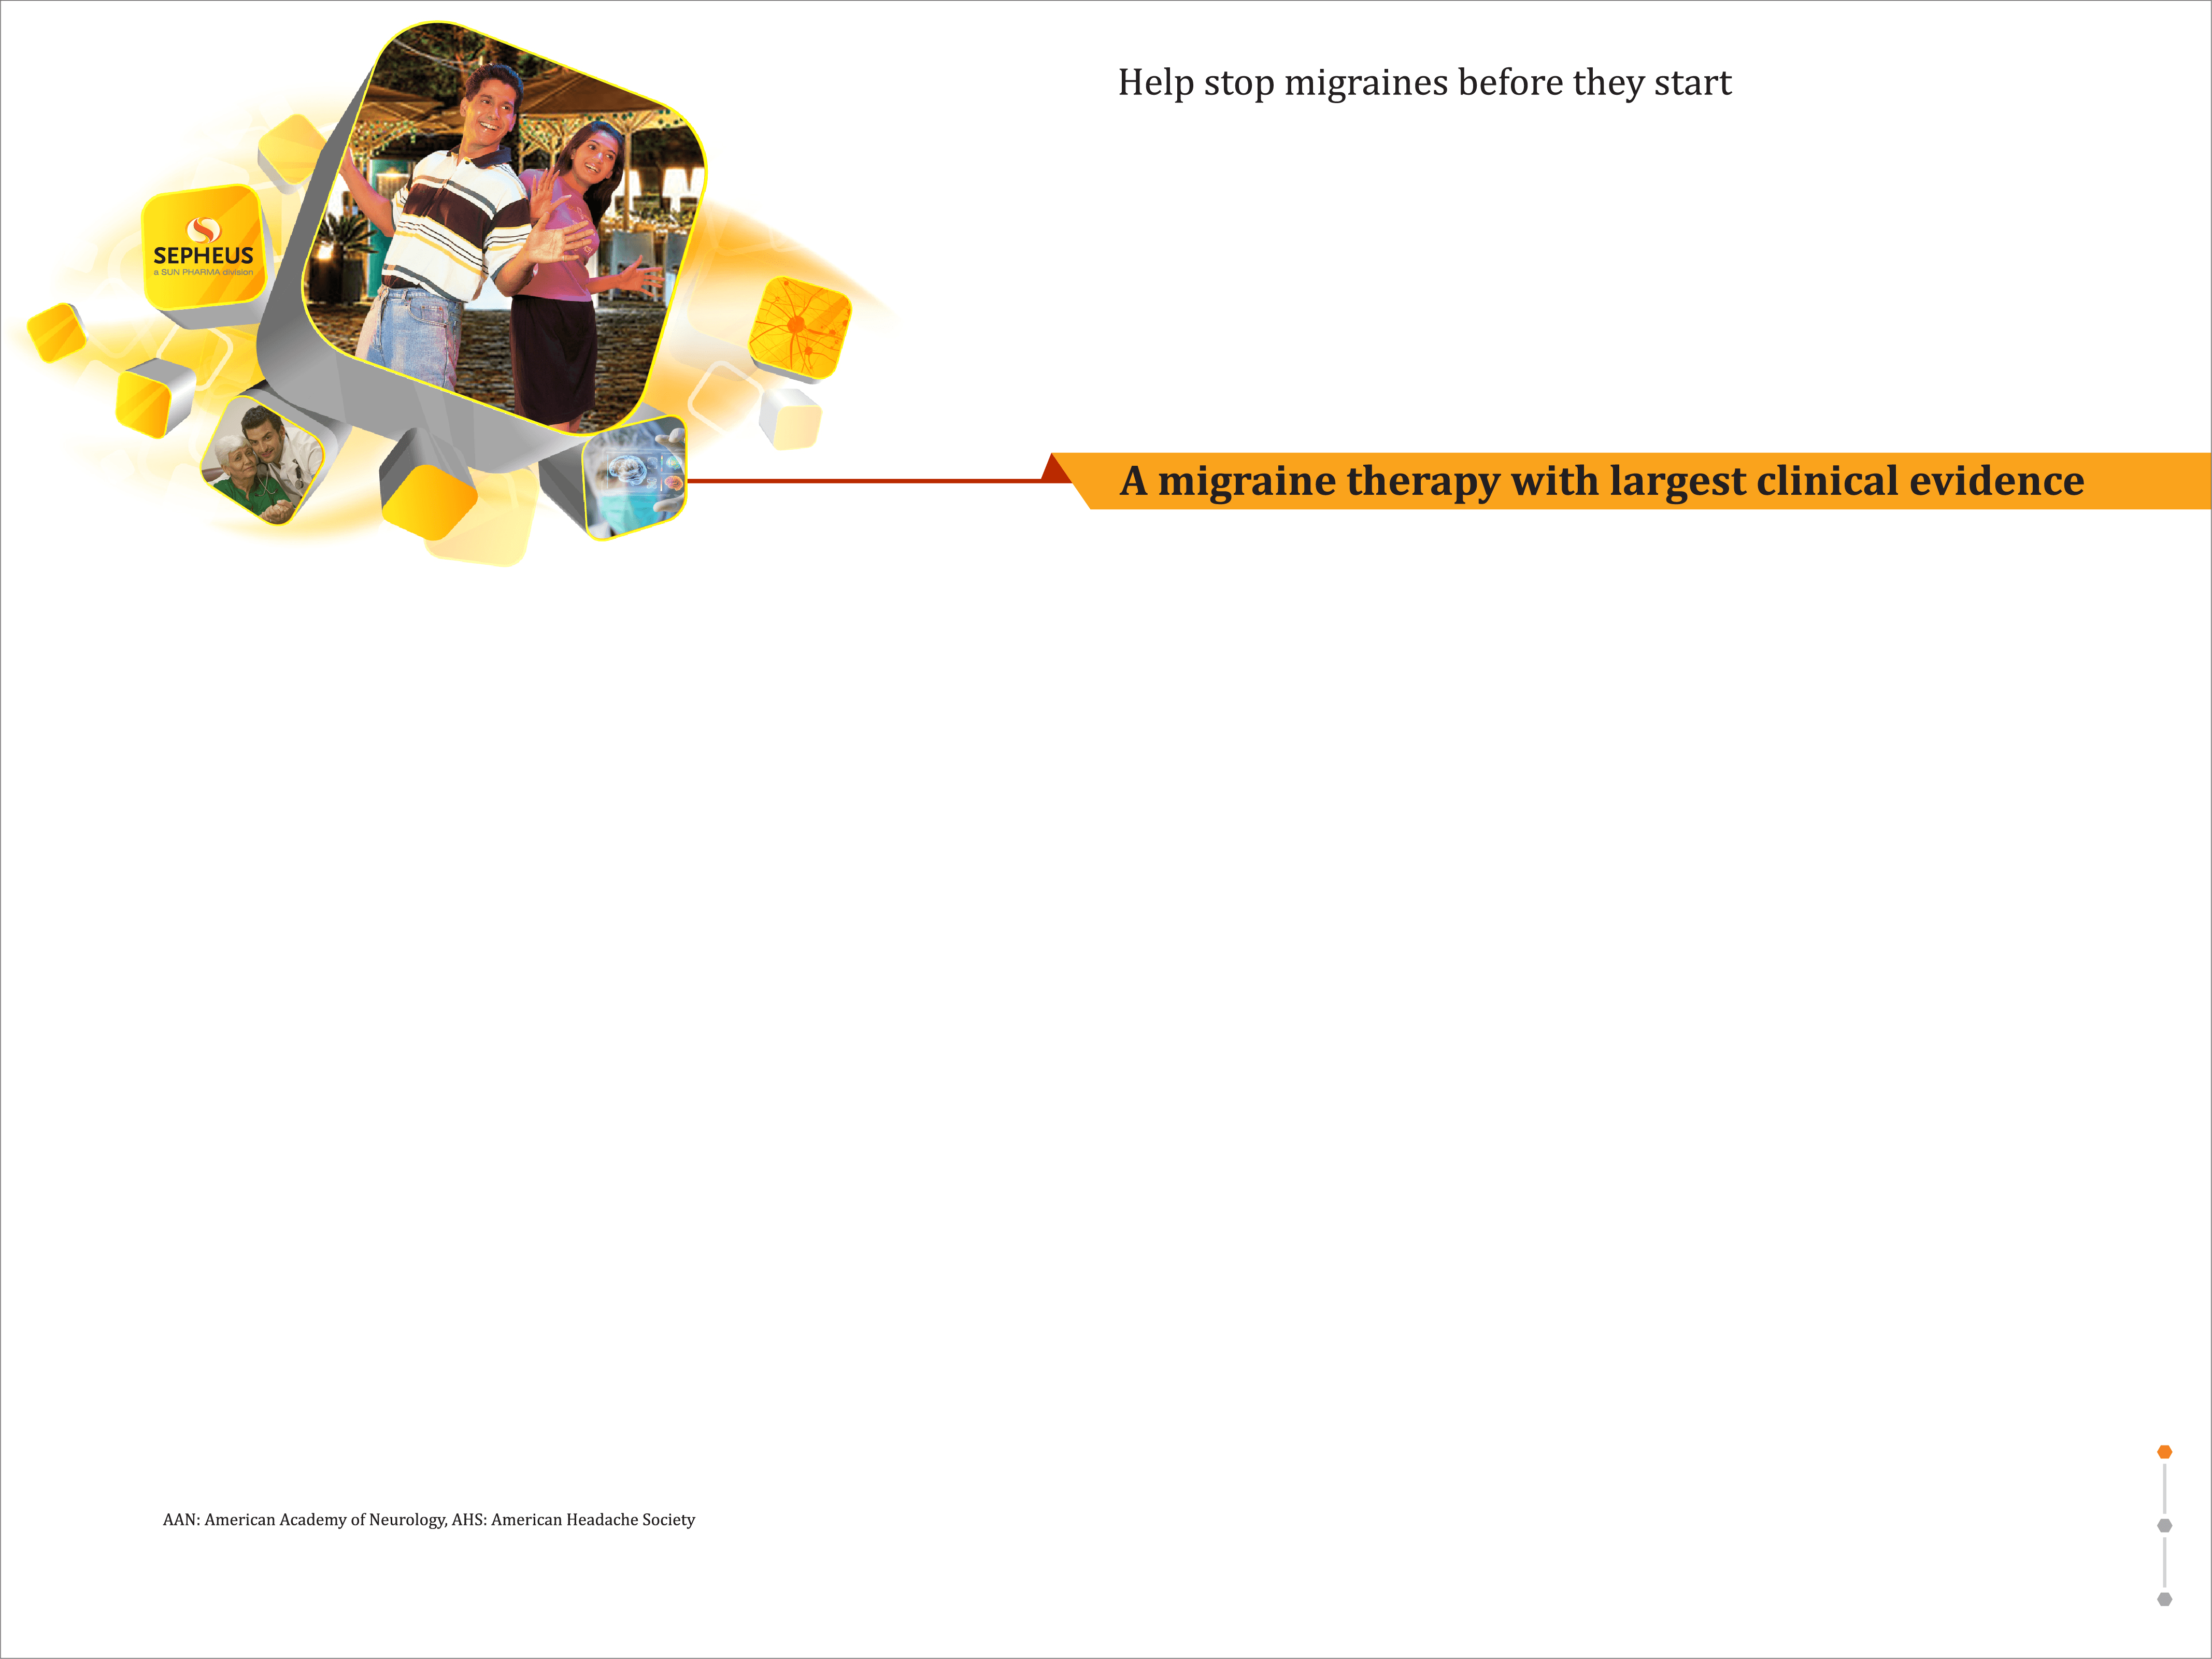 Help stop migraines before they start
SEPHEUS
a SUN PHARMA division
A migraine therapy with largest clinical evidence
AAN: American Academy of Neurology, AHS: American Headache Society